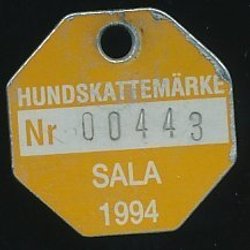 HUNDSKATTEMÄRKE
Nr 00443
SALA
1994